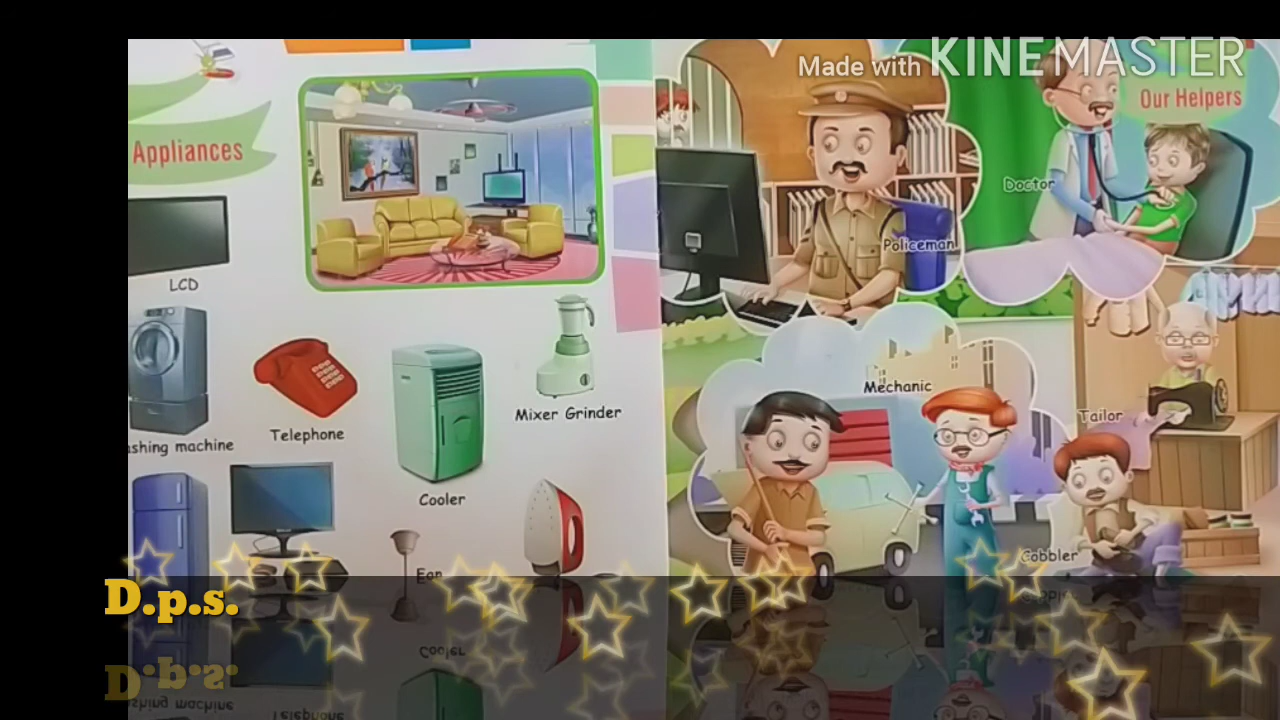 Made with KINEMASTER
Appliances
LCD
ashing machine
Telephone
Cooler
Mixer Grinder
Fan
Our Helpers
Doctor
Policeman
Mechanic
Tailor
Cobbler
D.p.s.